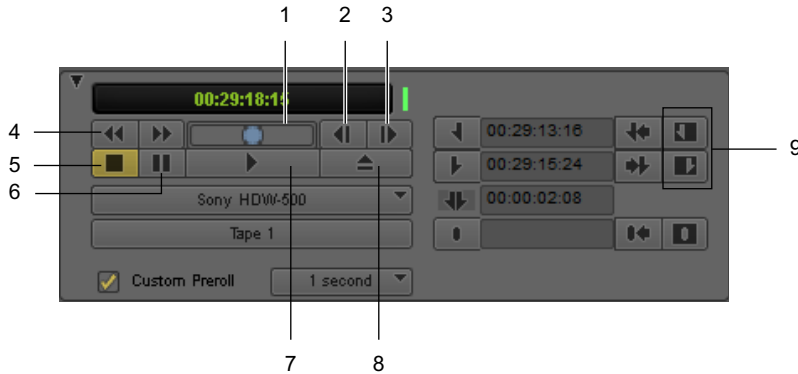 1 2 3
00:29:18:15
4
5
6
00:29:13:16
00:29:15:24
9
Sony HDW-500
00:00:02:08
Tape 1
Custom Preroll
1 second
7 8